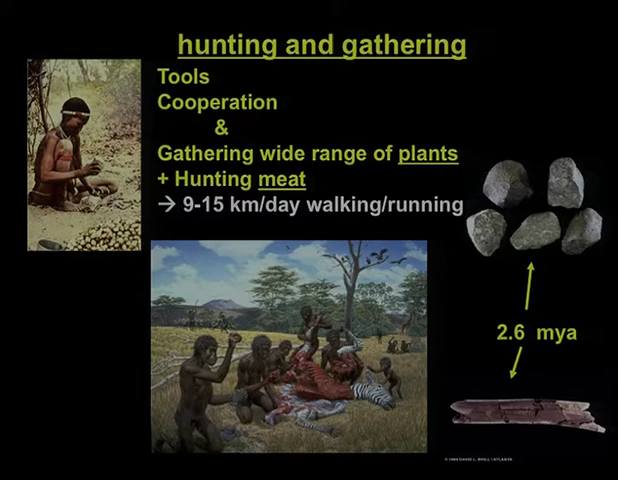 hunting and gathering
Tools
Cooperation
&
Gathering wide range of plants
+ Hunting meat
→ 9-15 km/day walking/running
2.6 mya